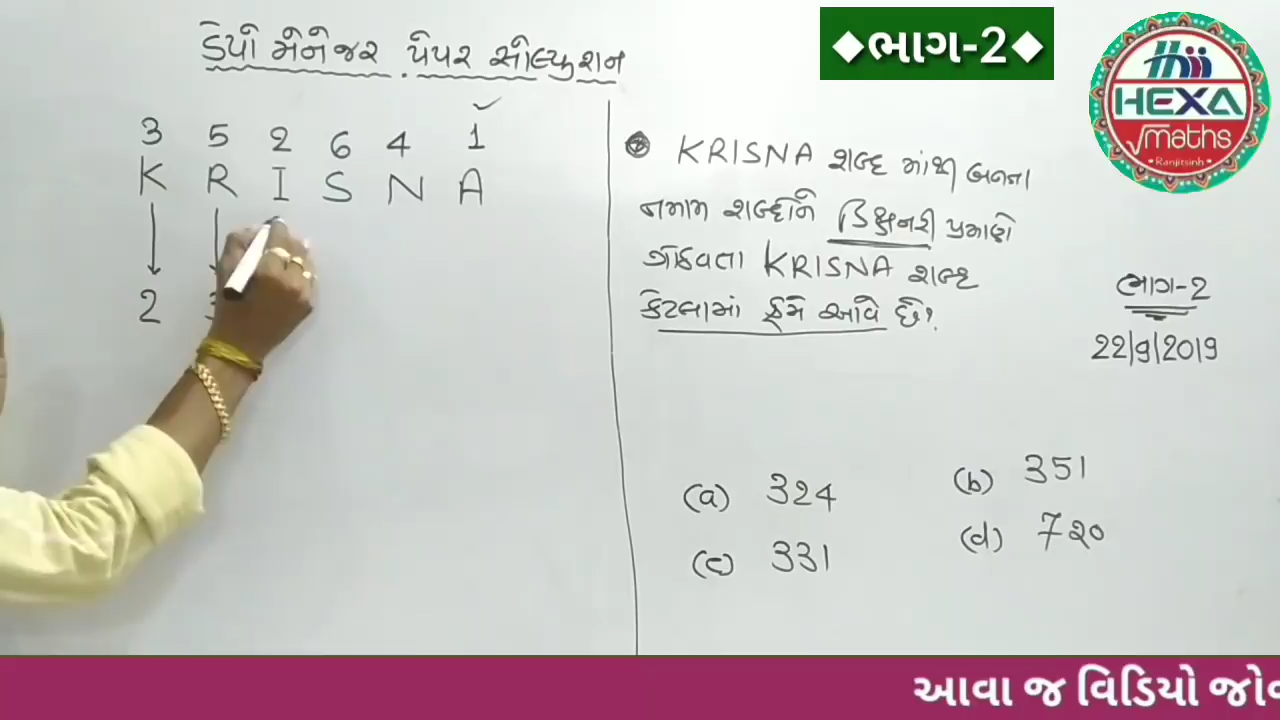 ડેપો મેનેજર પેપર સોલ્યુશન
◆ભાગ-2◆
HEXA
√maths
Ranjitsinh
3 5 2 6 4 1
K R I S N A
2
KRISNA શબ્દ માંથી બનતા
તમામ શબ્દોને ડિક્ષનરી પ્રમાણે
ગોઠવતા KRISNA શબ્દ
કેટલામાં ક્રમે આવે છે?
ભાગ-2
22/9/2019
(a) 324
(b) 351
(c) 331
(d) 720
આવા જ વિડિયો